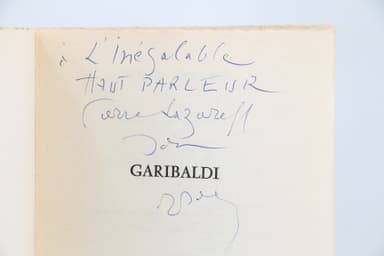 à L'Inégalable
HAUT PARLEUR
Pierre Lazareff
GARIBALDI